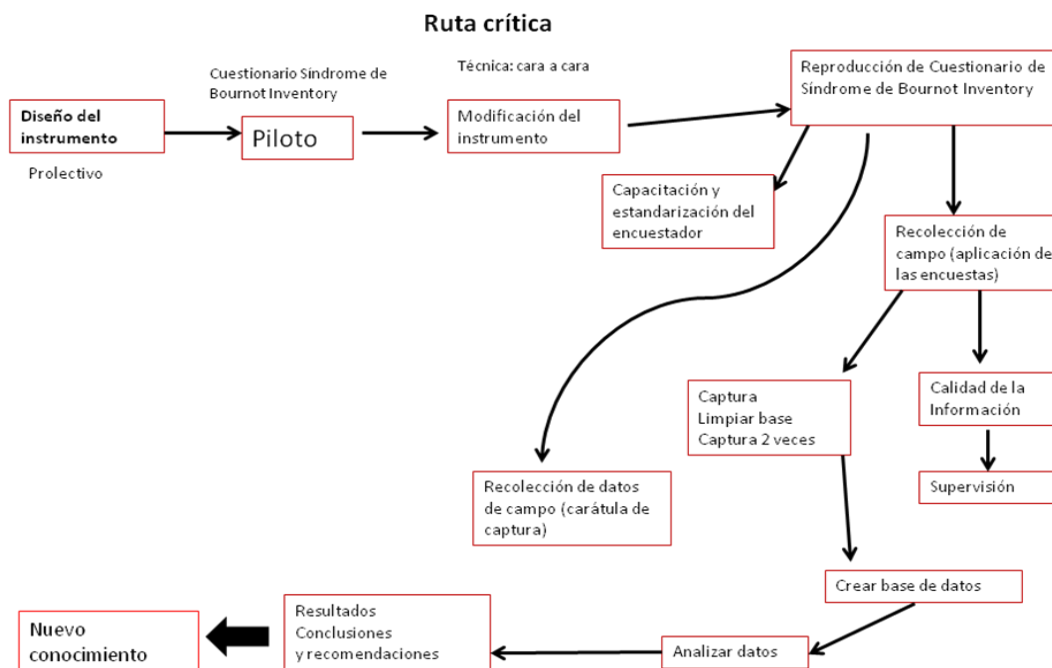 Ruta crítica
Diseño del
instrumento
Prolectivo
Cuestionario Síndrome de
Bournot Inventory
Piloto
Técnica: cara a cara
Modificación del
instrumento
Reproducción de Cuestionario de
Síndrome de Bournot Inventory
Capacitación y
estandarización del
encuestador
Recolección de
campo (aplicación de
las encuestas)
Captura
Limpiar base
Captura 2 veces
Calidad de la
Información
Supervisión
Recolección de datos
de campo (carátula de
captura)
Crear base de datos
Analizar datos
Resultados
Conclusiones
y recomendaciones
Nuevo
conocimiento